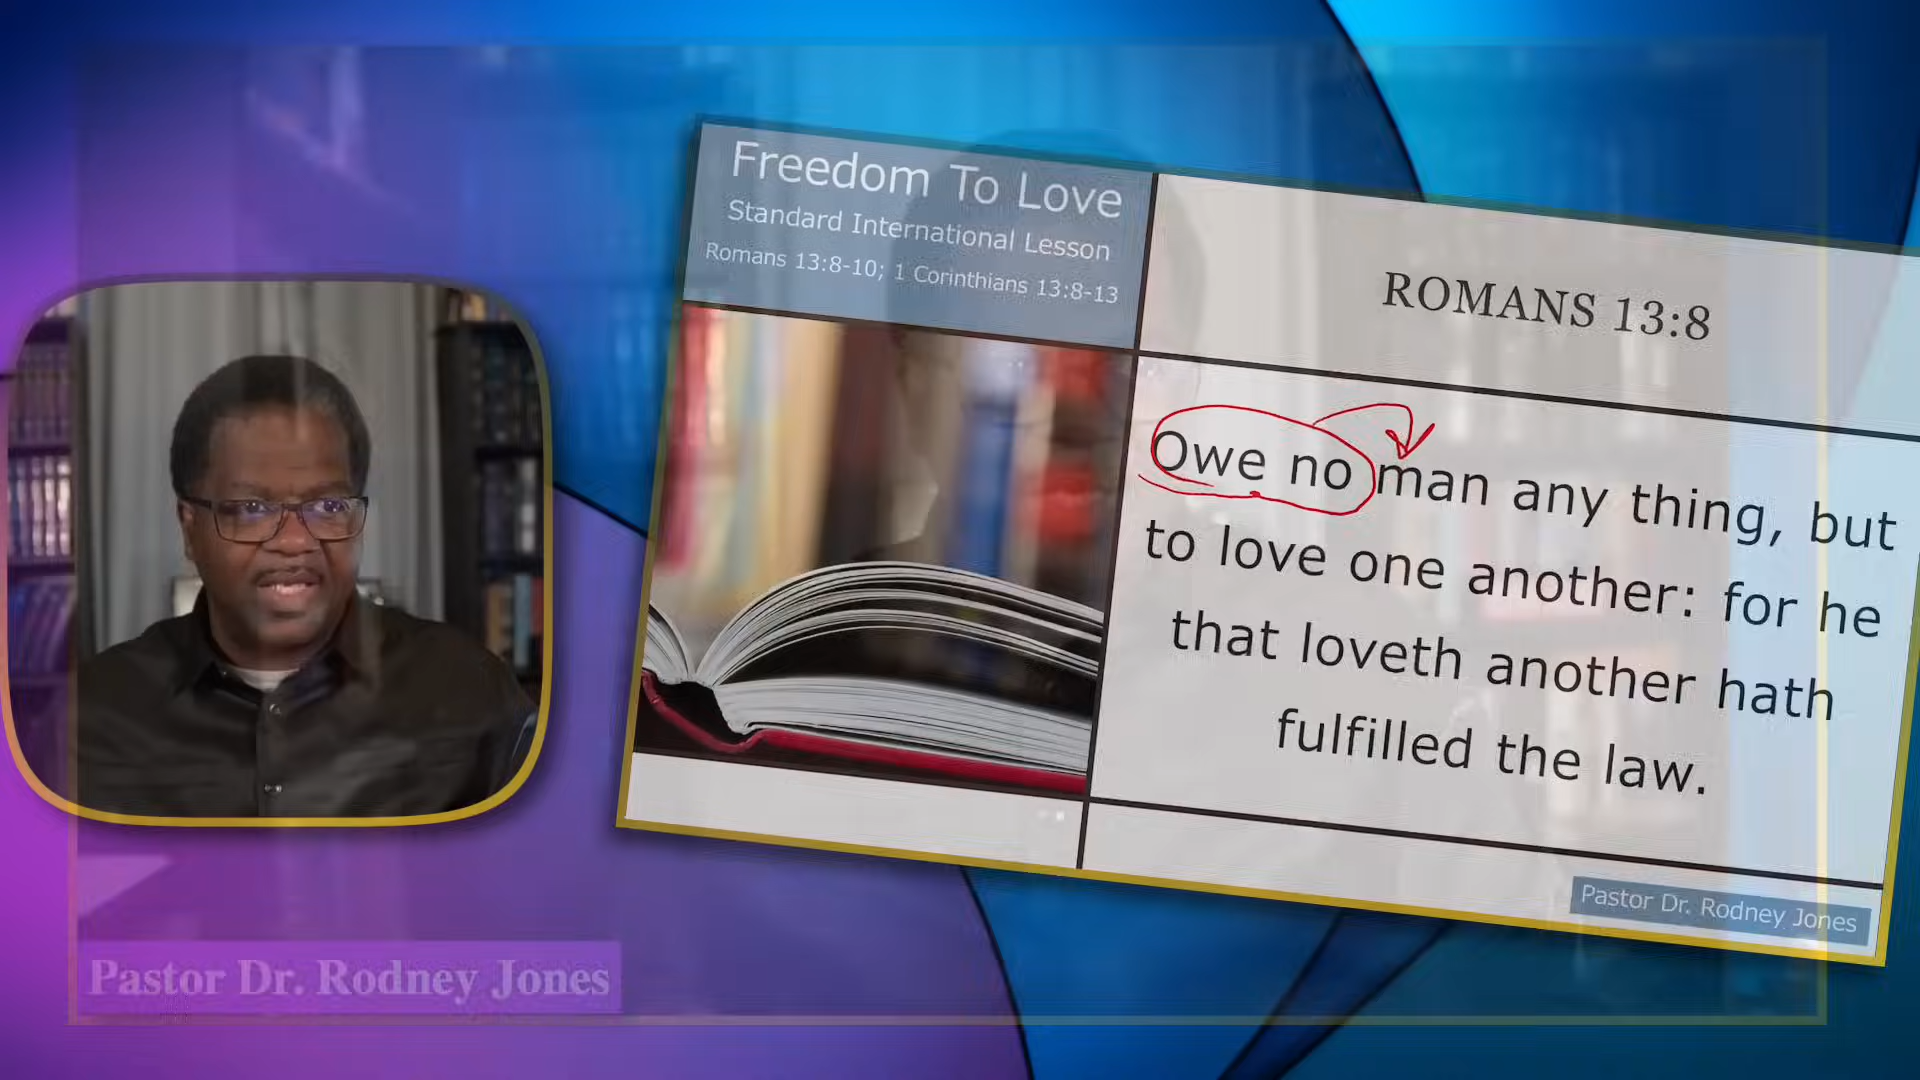 Freedom To Love
Standard International Lesson
Romans 13:8-10; 1 Corinthians 13:8-13
ROMANS 13:8
Owe no man any thing, but
to love one another: for he
that loveth another hath
fulfilled the law.
Pastor Dr. Rodney Jones
Pastor Dr. Rodney Jones